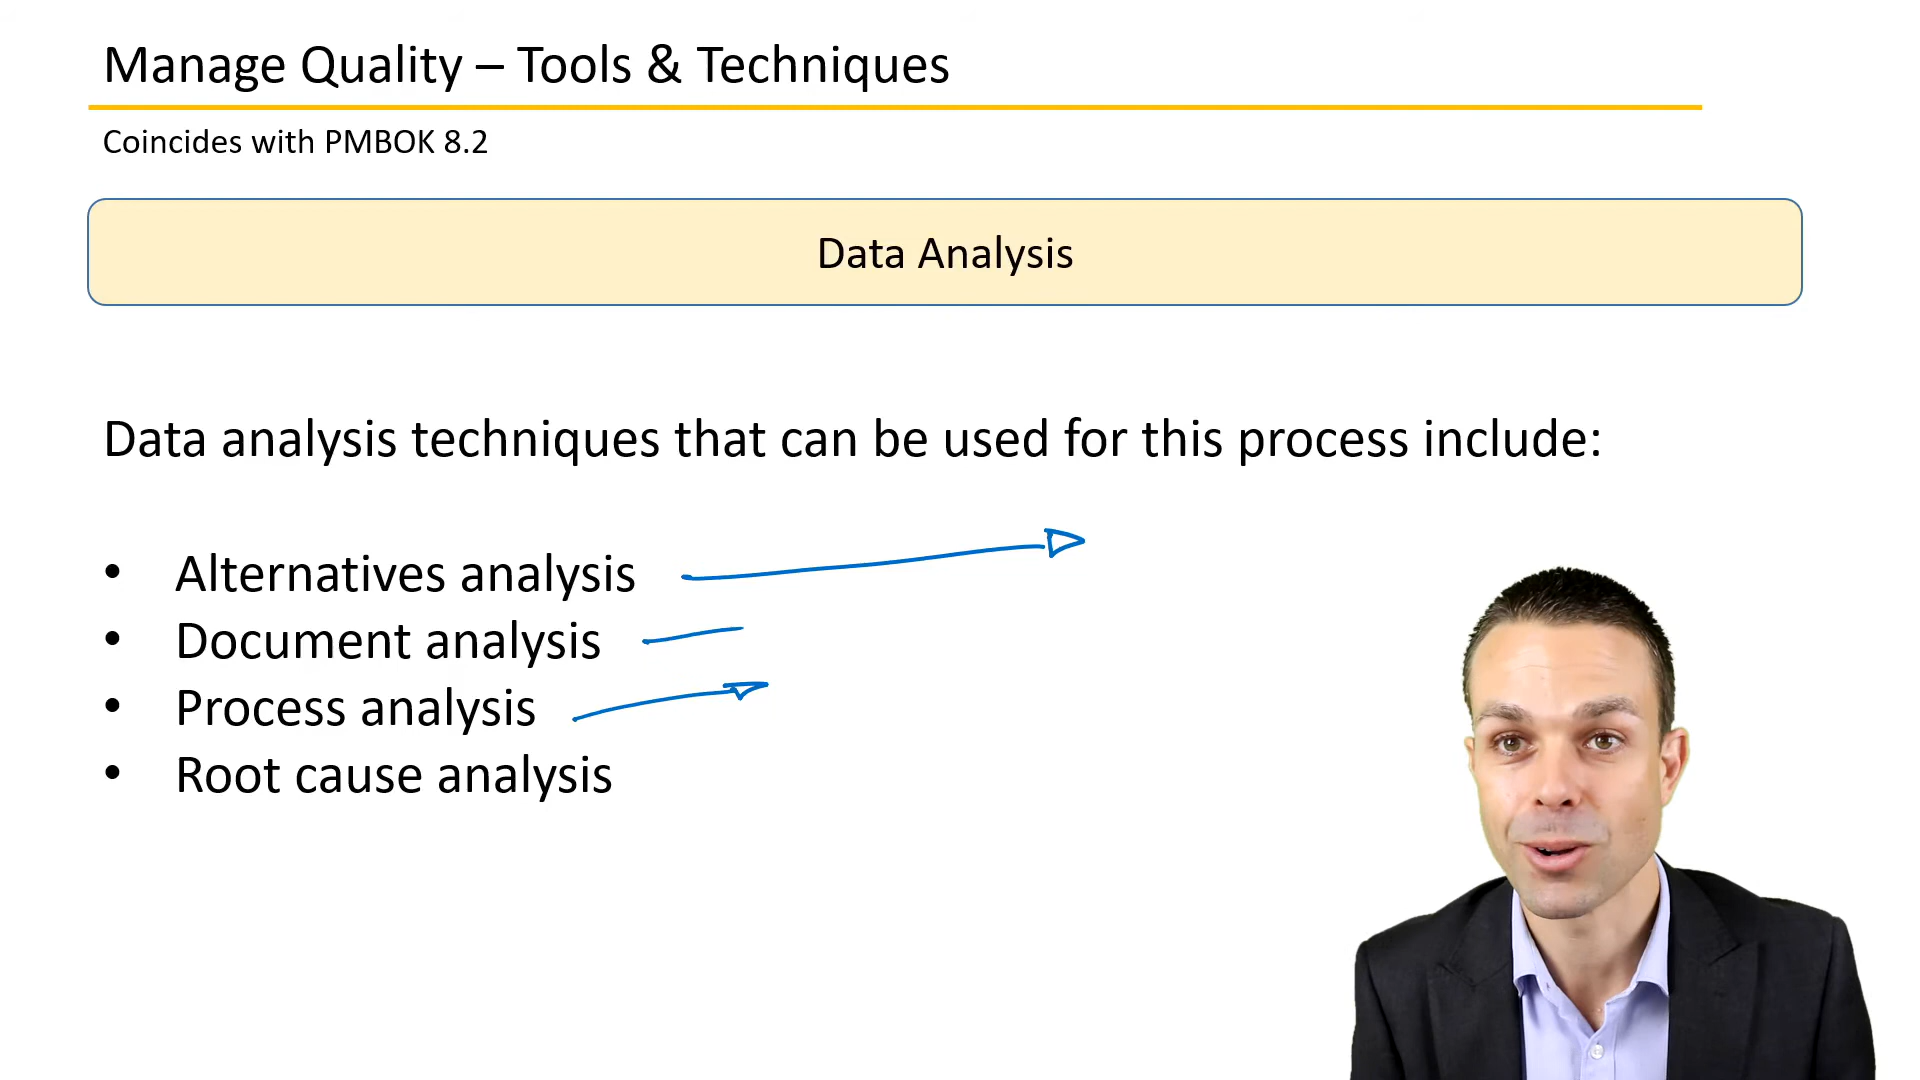 Manage Quality – Tools & Techniques
Coincides with PMBOK 8.2
Data Analysis
Data analysis techniques that can be used for this process include:
• Alternatives analysis
• Document analysis
• Process analysis
• Root cause analysis